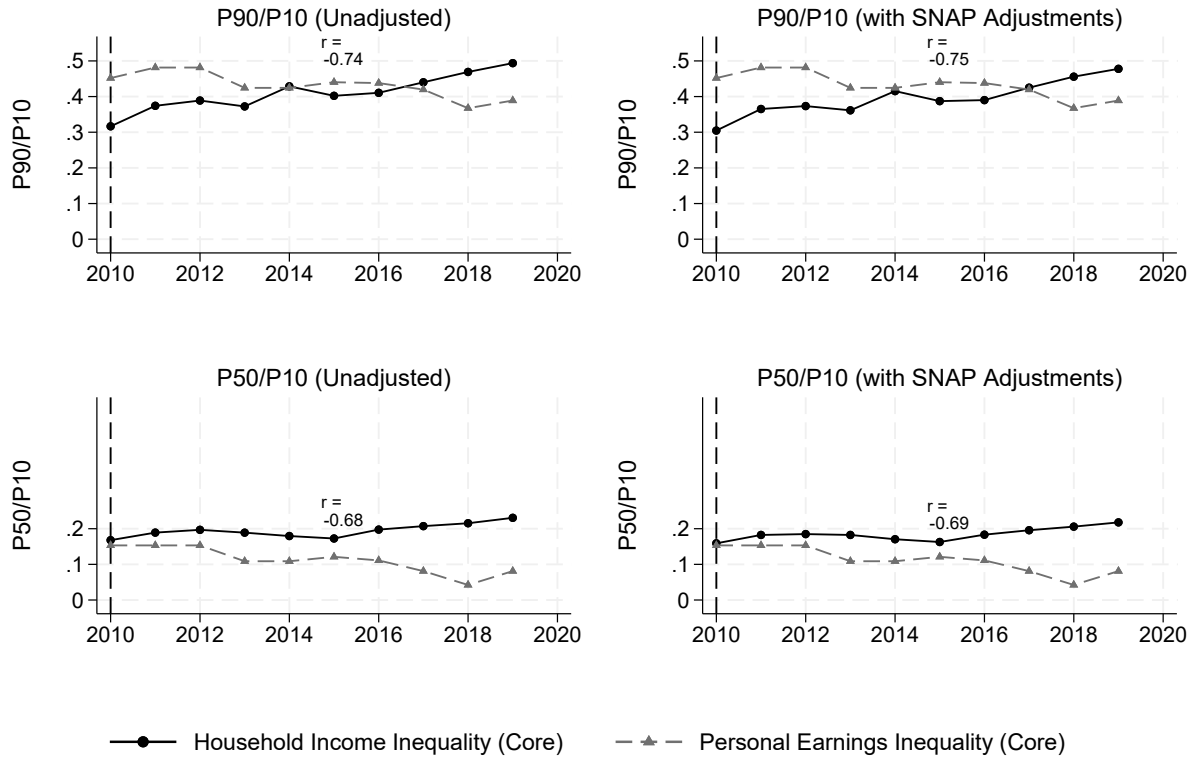 P90/P10 (Unadjusted)
P90/P10
.5
.4
.3
.2
.1
0
r =
-0.74
2010 2012 2014 2016 2018 2020
P90/P10 (with SNAP Adjustments)
P90/P10
.5
.4
.3
.2
.1
0
r =
-0.75
2010 2012 2014 2016 2018 2020
P50/P10 (Unadjusted)
P50/P10
.2
.1
0
r =
-0.68
2010 2012 2014 2016 2018 2020
P50/P10 (with SNAP Adjustments)
P50/P10
.2
.1
0
r =
-0.69
2010 2012 2014 2016 2018 2020
Household Income Inequality (Core) Personal Earnings Inequality (Core)